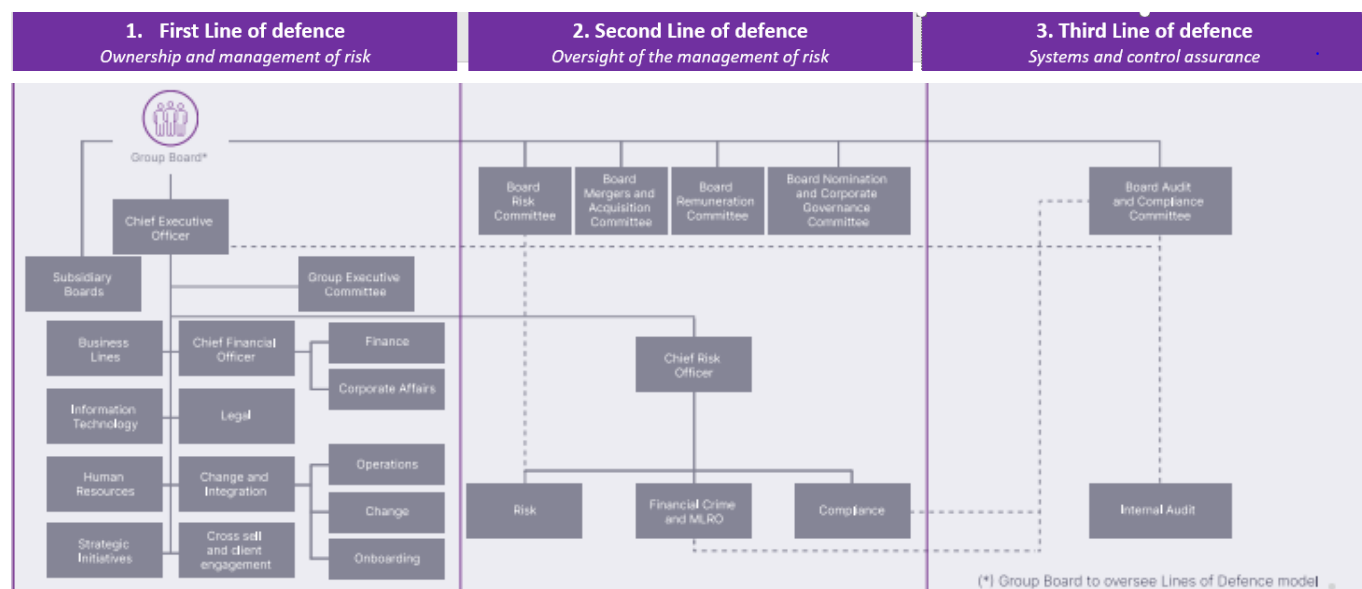 1. First Line of defence
Ownership and management of risk
2. Second Line of defence
Oversight of the management of risk
3. Third Line of defence
Systems and control assurance
Group Board*
Chief Executive
Officer
Subsidiary
Boards
Group Executive
Committee
Business
Lines
Chief Financial
Officer
Finance
Corporate Affairs
Information
Technology
Legal
Human
Resources
Change and
Integration
Operations
Change
Onboarding
Strategic
Initiatives
Cross sell
and client
engagement
Board
Risk
Committee
Board
Mergers and
Acquisition
Committee
Board
Remuneration
Committee
Board Nomination
and Corporate
Governance
Committee
Chief Risk
Officer
Risk
Financial Crime
and MLRO
Compliance
Board Audit
and Compliance
Committee
Internal Audit
(*) Group Board to oversee Lines of Defence model